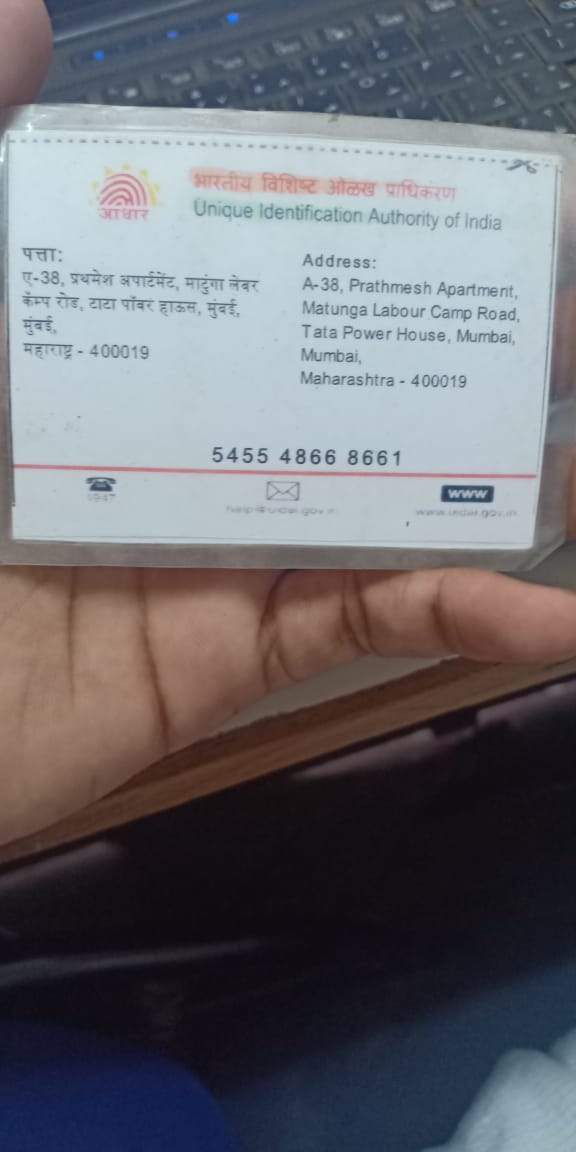 आधार
भारतीय विशिष्ट ओळख प्राधिकरण
Unique Identification Authority of India
पत्ता:
ए-38, प्रथमेश अपार्टमेंट, माटुंगा लेबर
कॅम्प रोड, टाटा पॉवर हाऊस, मुंबई,
मुंबई,
महाराष्ट्र - 400019
Address:
A-38, Prathmesh Apartment,
Matunga Labour Camp Road,
Tata Power House, Mumbai,
Mumbai,
Maharashtra - 400019
5455 4866 8661
1947
help@uidai.gov.in
www
www.uidai.gov.in